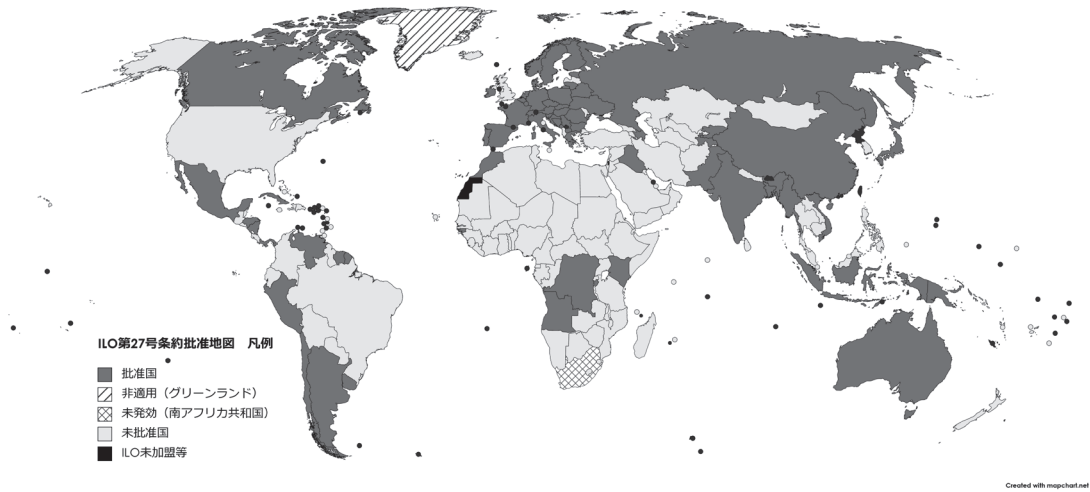 ILO第27号条約批准地図　凡例
批准国
非適用（グリーンランド）
未発効（南アフリカ共和国）
未批准国
ILO未加盟等
Created with mapchart.net